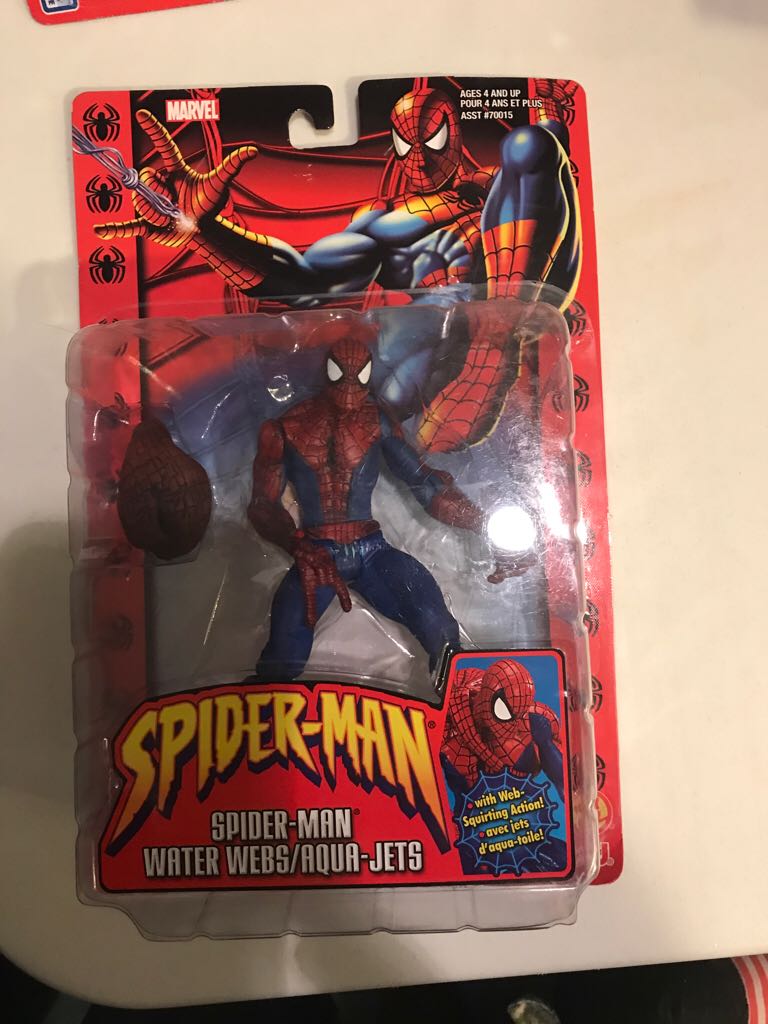 MARVEL
AGES 4 AND UP
POUR 4 ANS ET PLUS
ASST #70015
SPIDER-MAN®
SPIDER-MAN®
WATER WEBS/AQUA-JETS
• with Web-
Squirting Action!
• avec jets
d'aqua-toile!